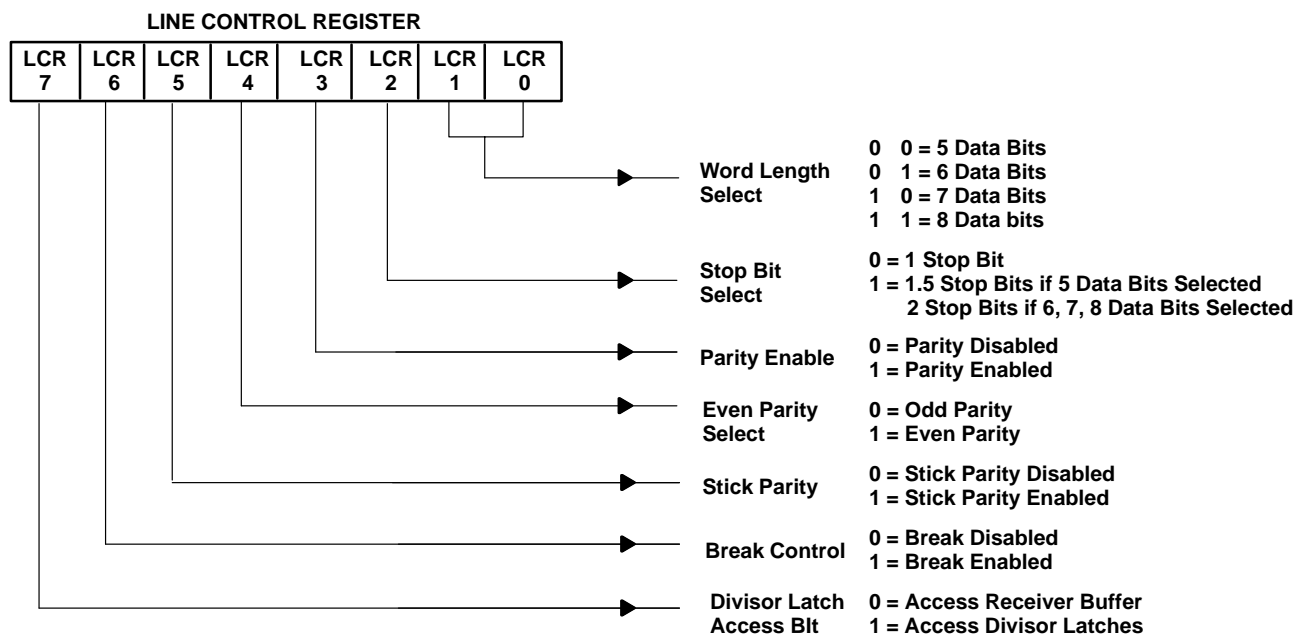 LINE CONTROL REGISTER
LCR LCR LCR LCR LCR LCR LCR LCR
7 6 5 4 3 2 1 0
Word Length
Select
0 0 = 5 Data Bits
0 1 = 6 Data Bits
1 0 = 7 Data Bits
1 1 = 8 Data bits
Stop Bit
Select
0 = 1 Stop Bit
1 = 1.5 Stop Bits if 5 Data Bits Selected
2 Stop Bits if 6, 7, 8 Data Bits Selected
Parity Enable
0 = Parity Disabled
1 = Parity Enabled
Even Parity
Select
0 = Odd Parity
1 = Even Parity
Stick Parity
0 = Stick Parity Disabled
1 = Stick Parity Enabled
Break Control
0 = Break Disabled
1 = Break Enabled
Divisor Latch
Access BIt
0 = Access Receiver Buffer
1 = Access Divisor Latches